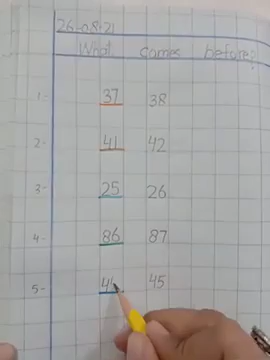 26-08-21
What comes before?
1- 37 38
2- 41 42
3- 25 26
4- 86 87
5- 44 45